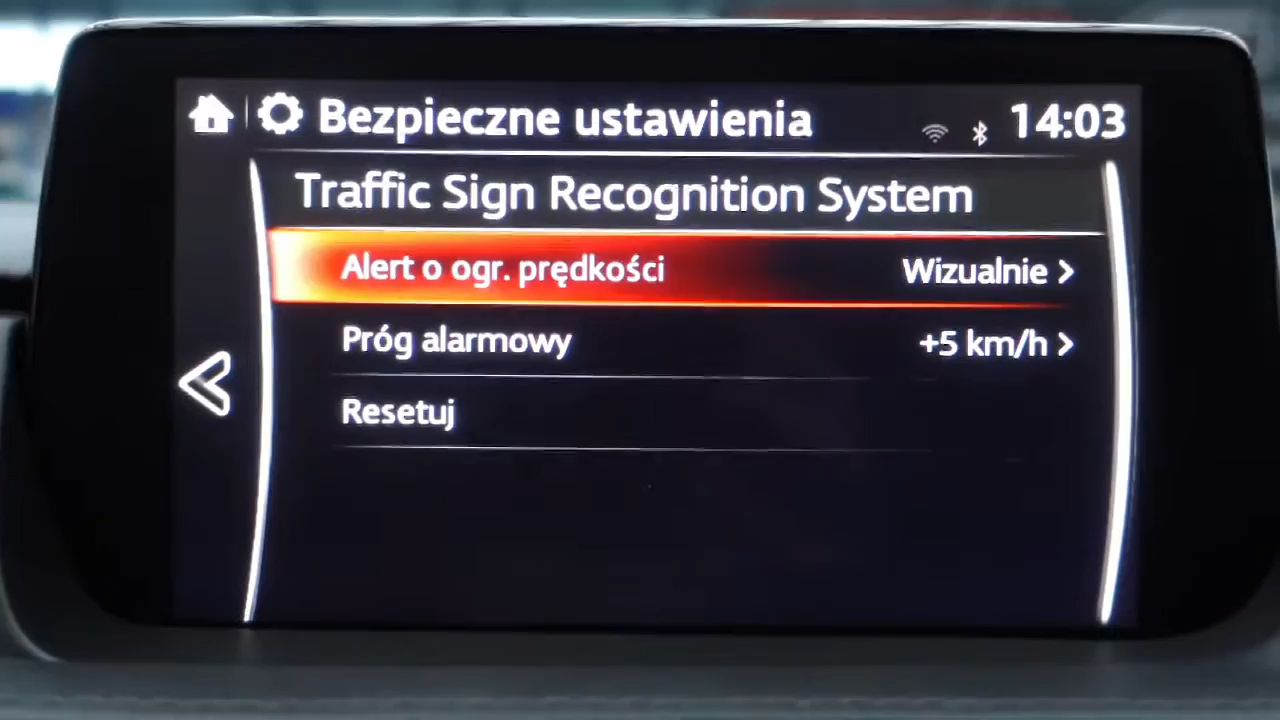 Bezpieczne ustawienia 14:03
Traffic Sign Recognition System
Alert o ogr. prędkości Wizualnie
Próg alarmowy +5 km/h
Resetuj